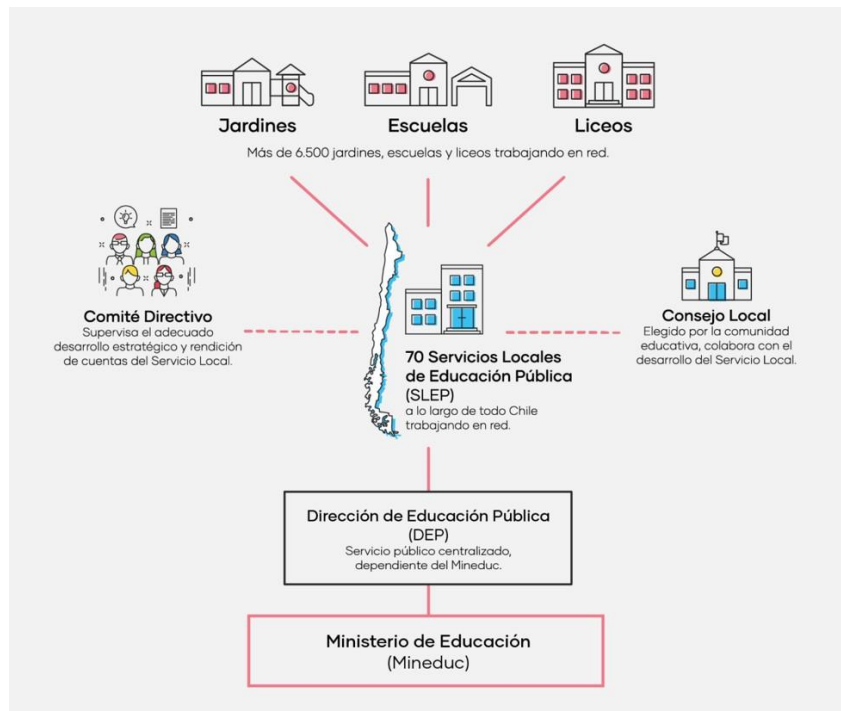 Jardines
Escuelas
Liceos
Más de 6.500 jardines, escuelas y liceos trabajando en red.
Comité Directivo
Supervisa el adecuado
desarrollo estratégico y rendición
de cuentas del Servicio Local.
70 Servicios Locales
de Educación Pública
(SLEP)
a lo largo de todo Chile
trabajando en red.
Consejo Local
Elegido por la comunidad
educativa, colabora con el
desarrollo del Servicio Local.
Dirección de Educación Pública
(DEP)
Servicio público centralizado,
dependiente del Mineduc.
Ministerio de Educación
(Mineduc)